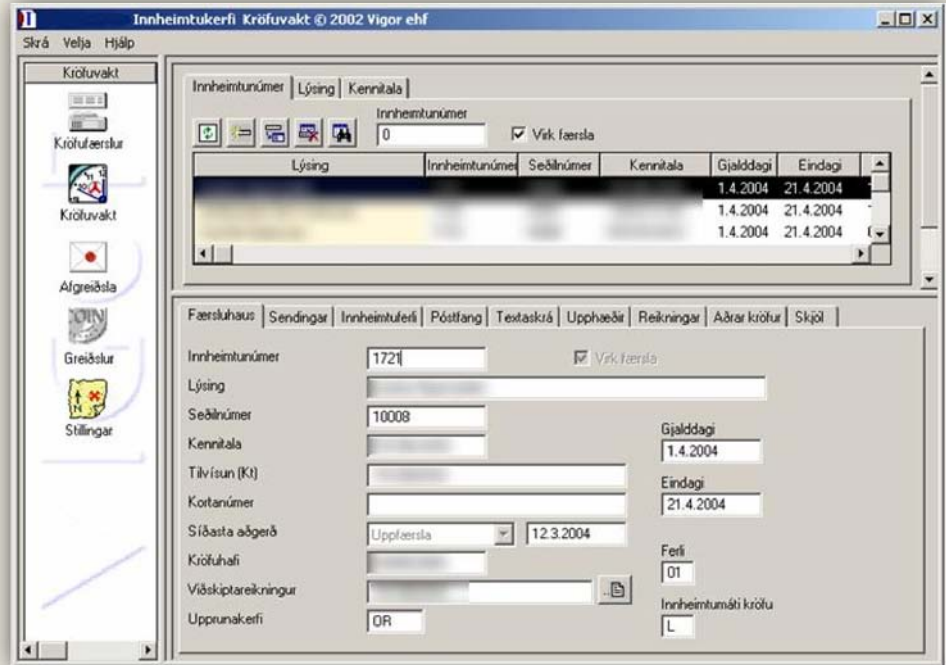 Innheimtukerfi Kröfuvakt © 2002 Vigor ehf
Skrá Velja Hjálp
Kröfuvakt
Kröfufærslur
Kröfuvakt
Afgreiðsla
COIN
Greiðslur
N
Stillingar
Innheimtunúmer Lýsing Kennitala
Innheimtunúmer
0
Virk færsla
Lýsing Innheimtunúmer Seðilnúmer Kennitala Gjalddagi Eindagi
1.4.2004 21.4.2004
1.4.2004 21.4.2004
1.4.2004 21.4.2004
Færsluhaus Sendingar Innheimtuferli Póstfang Textaskrá Upphæðir Reikningar Aðrar kröfur Skjöl
Innheimtunúmer 1721 Virk færsla
Lýsing
Seðilnúmer 10008
Kennitala
Tilvísun (Kt)
Kortanúmer
Síðasta aðgerð Uppfærsla 12.3.2004
Kröfuhafi
Viðskiptareikningur
Upprunakerfi OR
Gjalddagi
1.4.2004
Eindagi
21.4.2004
Ferli
01
Innheimtumáti kröfu
L